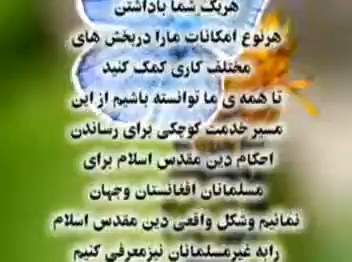 هریک شما باداشتن
هرنوع امکانات مارا دربخش های
مختلف کاری کمک کنید
تا همه ی ما توانسته باشیم از این
مسیر خدمت کوچکی برای رساندن
احکام دین مقدس اسلام برای
مسلمانان افغانستان وجهان
نمائیم وشکل واقعی دین مقدس اسلام
رابه غیرمسلمانان نیزمعرفی کنیم